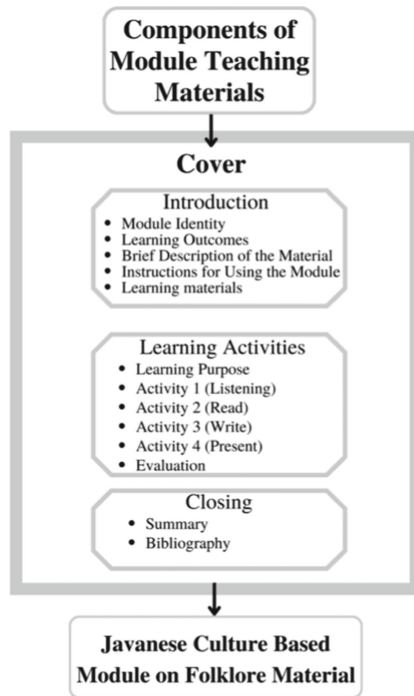 Components of
Module Teaching
Materials
Cover
Introduction
• Module Identity
• Learning Outcomes
• Brief Description of the Material
• Instructions for Using the Module
• Learning materials
Learning Activities
• Learning Purpose
• Activity 1 (Listening)
• Activity 2 (Read)
• Activity 3 (Write)
• Activity 4 (Present)
• Evaluation
Closing
• Summary
• Bibliography
Javanese Culture Based
Module on Folklore Material